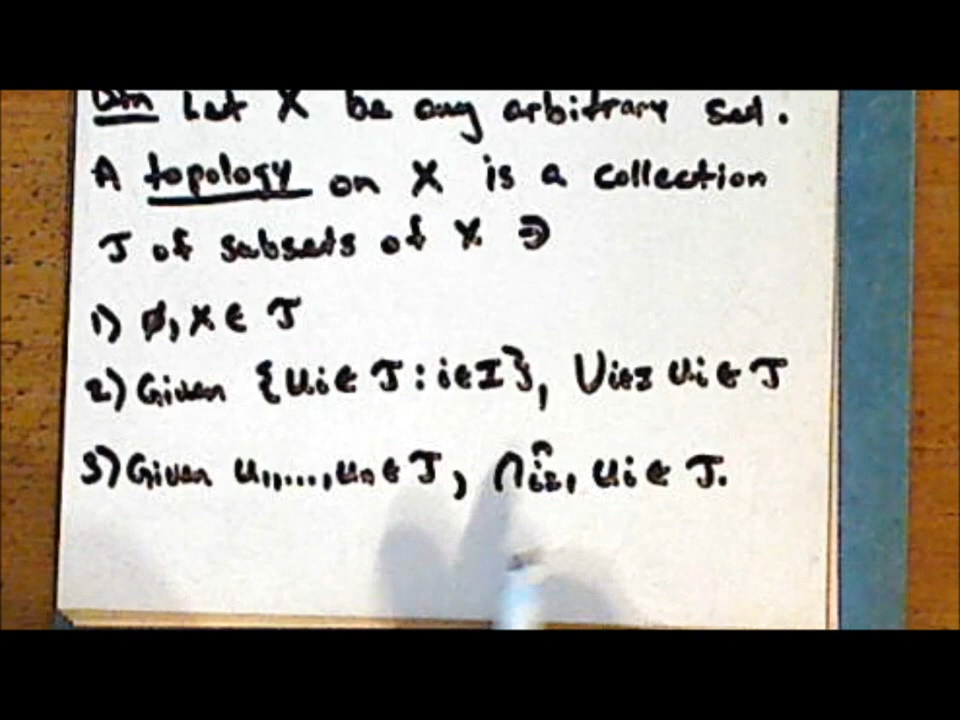 Dfn Let X be any arbitrary set.
A topology on X is a collection
J of subsets of X ∋
1) ∅, X ∈ J
2) Given {Ui ∈ J : i ∈ I}, ∪i∈I Ui ∈ J
3) Given U1, ..., Un ∈ J, ∩ⁿi=1 Ui ∈ J.